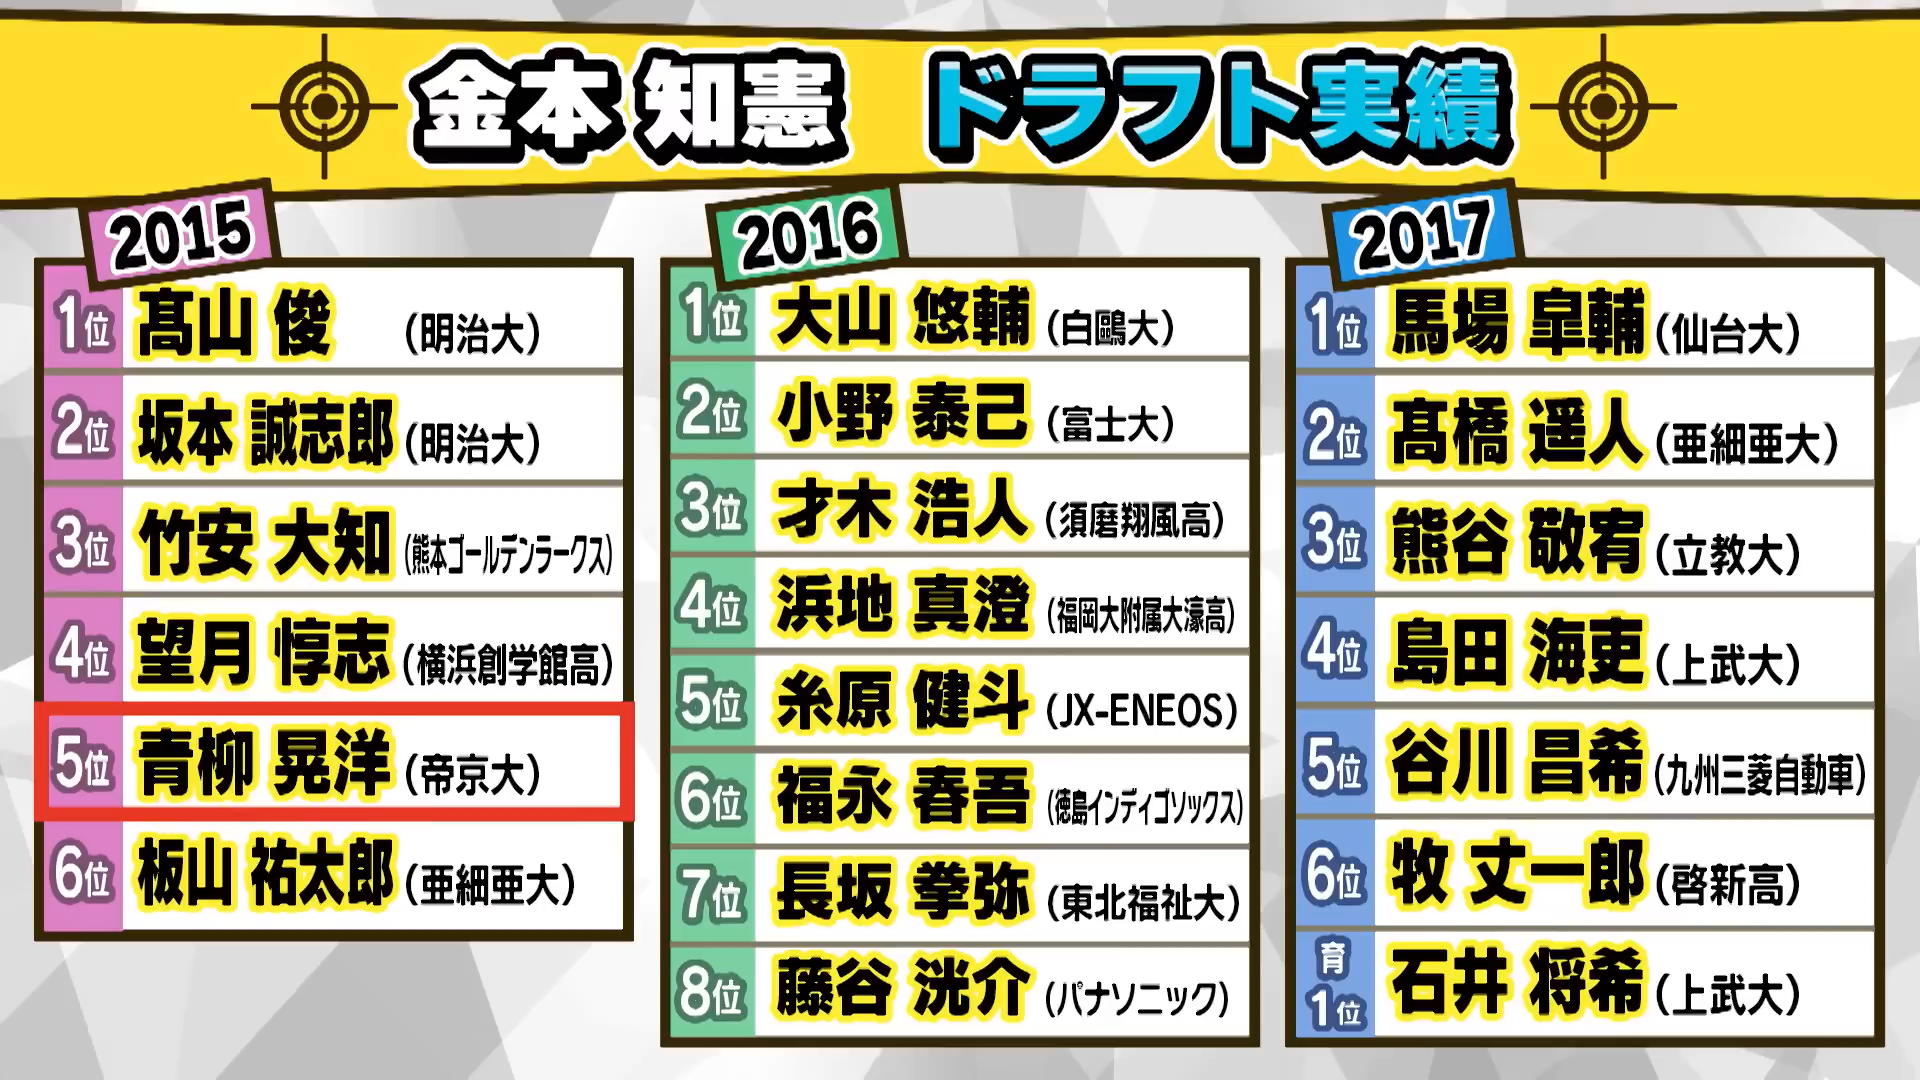 金本 知憲 ドラフト実績
2015
1位 髙山 俊 (明治大)
2位 坂本 誠志郎 (明治大)
3位 竹安 大知 (熊本ゴールデンラークス)
4位 望月 惇志 (横浜創学館高)
5位 青柳 晃洋 (帝京大)
6位 板山 祐太郎 (亜細亜大)
2016
1位 大山 悠輔 (白鷗大)
2位 小野 泰己 (富士大)
3位 才木 浩人 (須磨翔風高)
4位 浜地 真澄 (福岡大附属大濠高)
5位 糸原 健斗 (JX-ENEOS)
6位 福永 春吾 (徳島インディゴソックス)
7位 長坂 拳弥 (東北福祉大)
8位 藤谷 洸介 (パナソニック)
2017
1位 馬場 皐輔 (仙台大)
2位 髙橋 遥人 (亜細亜大)
3位 熊谷 敬宥 (立教大)
4位 島田 海吏 (上武大)
5位 谷川 昌希 (九州三菱自動車)
6位 牧 丈一郎 (啓新高)
育1位 石井 将希 (上武大)